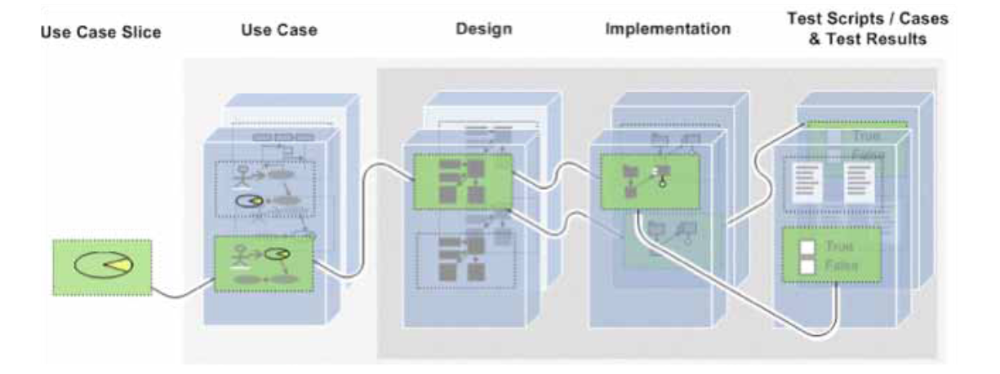 Use Case Slice
Use Case
Design
Implementation
Test Scripts / Cases
& Test Results
True
False
True
False